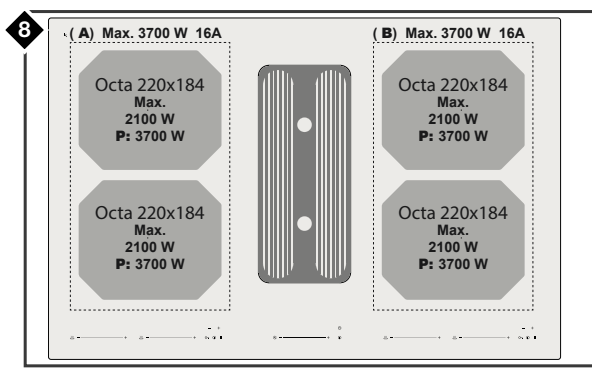 8
( A) Max. 3700 W 16A
( B) Max. 3700 W 16A
Octa 220x184
Max.
2100 W
P: 3700 W
Octa 220x184
Max.
2100 W
P: 3700 W
Octa 220x184
Max.
2100 W
P: 3700 W
Octa 220x184
Max.
2100 W
P: 3700 W